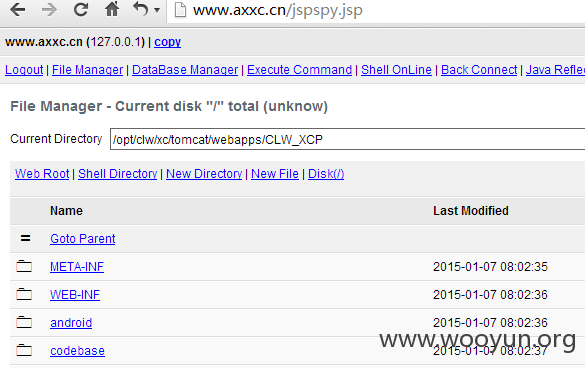 www.axxc.cn/jspspy.jsp
www.axxc.cn (127.0.0.1) | copy
Logout | File Manager | DataBase Manager | Execute Command | Shell OnLine | Back Connect | Java Reflec
File Manager - Current disk "/" total (unknow)
Current Directory /opt/clw/xc/tomcat/webapps/CLW_XCP
Web Root | Shell Directory | New Directory | New File | Disk(/)
Name Last Modified
= Goto Parent
META-INF 2015-01-07 08:02:35
WEB-INF 2015-01-07 08:02:36
android 2015-01-07 08:02:36
codebase 2015-01-07 08:02:37
www.wooyun.org